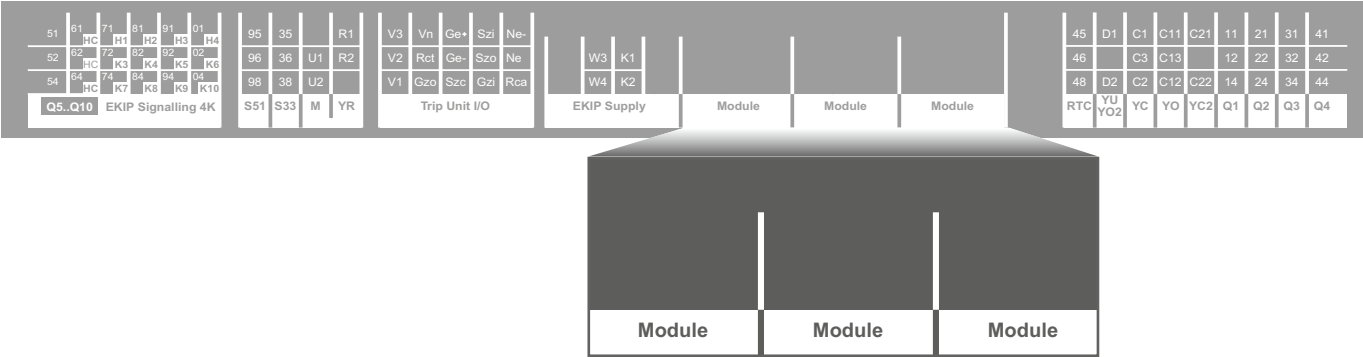 51 61 HC 71 H1 81 H2 91 H3 01 H4 95 35 R1 V3 Vn Ge• Szi Ne- 45 D1 C1 C11 C21 11 21 31 41
52 62 HC 72 K3 82 K4 92 K5 02 K6 96 36 U1 R2 V2 Rct Ge- Szo Ne W3 K1 46 C3 C13 12 22 32 42
54 64 HC 74 K7 84 K8 94 K9 04 K10 98 38 U2 V1 Gzo Szc Gzi Rca W4 K2 48 D2 C2 C12 C22 14 24 34 44
Q5..Q10 EKIP Signalling 4K S51 S33 M YR Trip Unit I/O EKIP Supply Module Module Module RTC YU YO2 YC YO YC2 Q1 Q2 Q3 Q4
Module Module Module